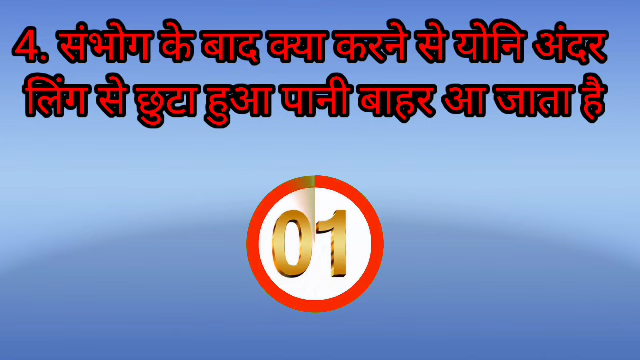 4. संभोग के बाद क्या करने से योनि अंदर
लिंग से छुटा हुआ पानी बाहर आ जाता है
01